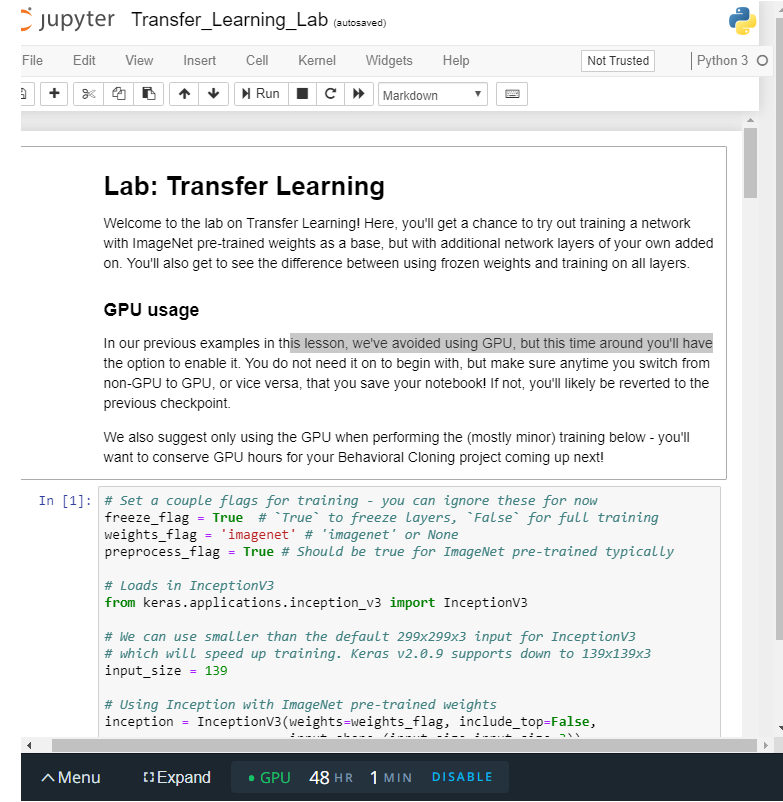 jupyter Transfer_Learning_Lab (autosaved)
File Edit View Insert Cell Kernel Widgets Help Not Trusted Python 3
Run Markdown
Lab: Transfer Learning
Welcome to the lab on Transfer Learning! Here, you'll get a chance to try out training a network
with ImageNet pre-trained weights as a base, but with additional network layers of your own added
on. You'll also get to see the difference between using frozen weights and training on all layers.
GPU usage
In our previous examples in this lesson, we've avoided using GPU, but this time around you'll have
the option to enable it. You do not need it on to begin with, but make sure anytime you switch from
non-GPU to GPU, or vice versa, that you save your notebook! If not, you'll likely be reverted to the
previous checkpoint.
We also suggest only using the GPU when performing the (mostly minor) training below - you'll
want to conserve GPU hours for your Behavioral Cloning project coming up next!
In [1]: # Set a couple flags for training - you can ignore these for now
freeze_flag = True  # `True` to freeze layers, `False` for full training
weights_flag = 'imagenet' # 'imagenet' or None
preprocess_flag = True # Should be true for ImageNet pre-trained typically
# Loads in InceptionV3
from keras.applications.inception_v3 import InceptionV3
# We can use smaller than the default 299x299x3 input for InceptionV3
# which will speed up training. Keras v2.0.9 supports down to 139x139x3
input_size = 139
# Using Inception with ImageNet pre-trained weights
inception = InceptionV3(weights=weights_flag, include_top=False,
input_shape=(input_size,input_size,3))
Menu Expand GPU 48 HR 1 MIN DISABLE